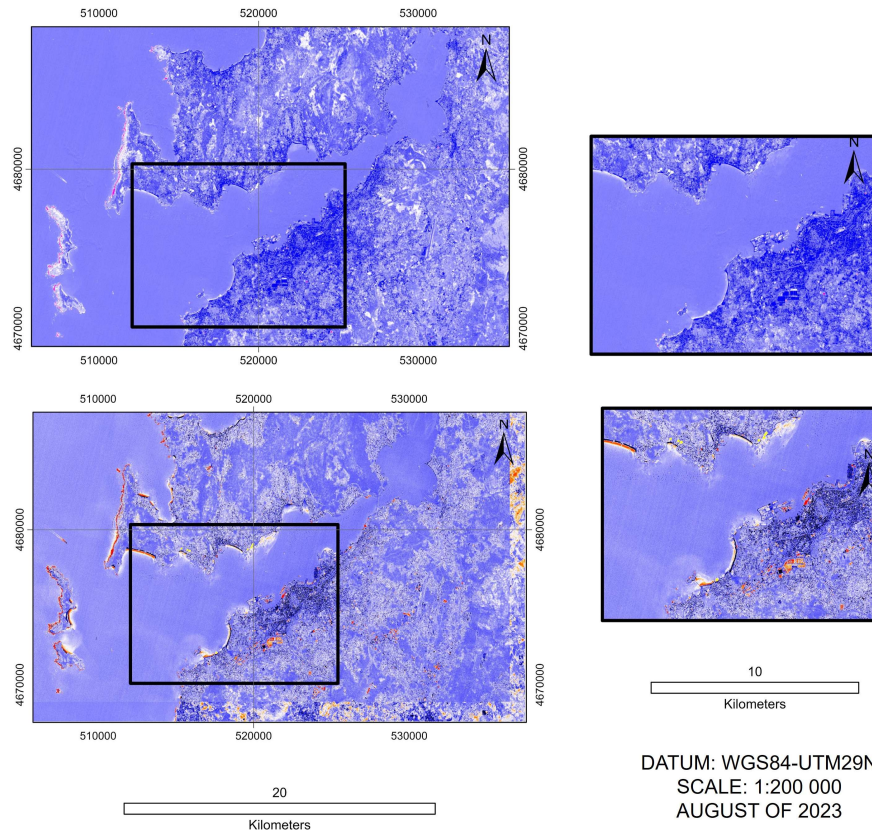 510000 520000 530000
N
4680000 4680000
N
4670000 4670000
510000 520000 530000
510000 520000 530000
N
N
4680000 4680000
4670000 4670000
510000 520000 530000
10
Kilometers
20
Kilometers
DATUM: WGS84-UTM29N
SCALE: 1:200 000
AUGUST OF 2023